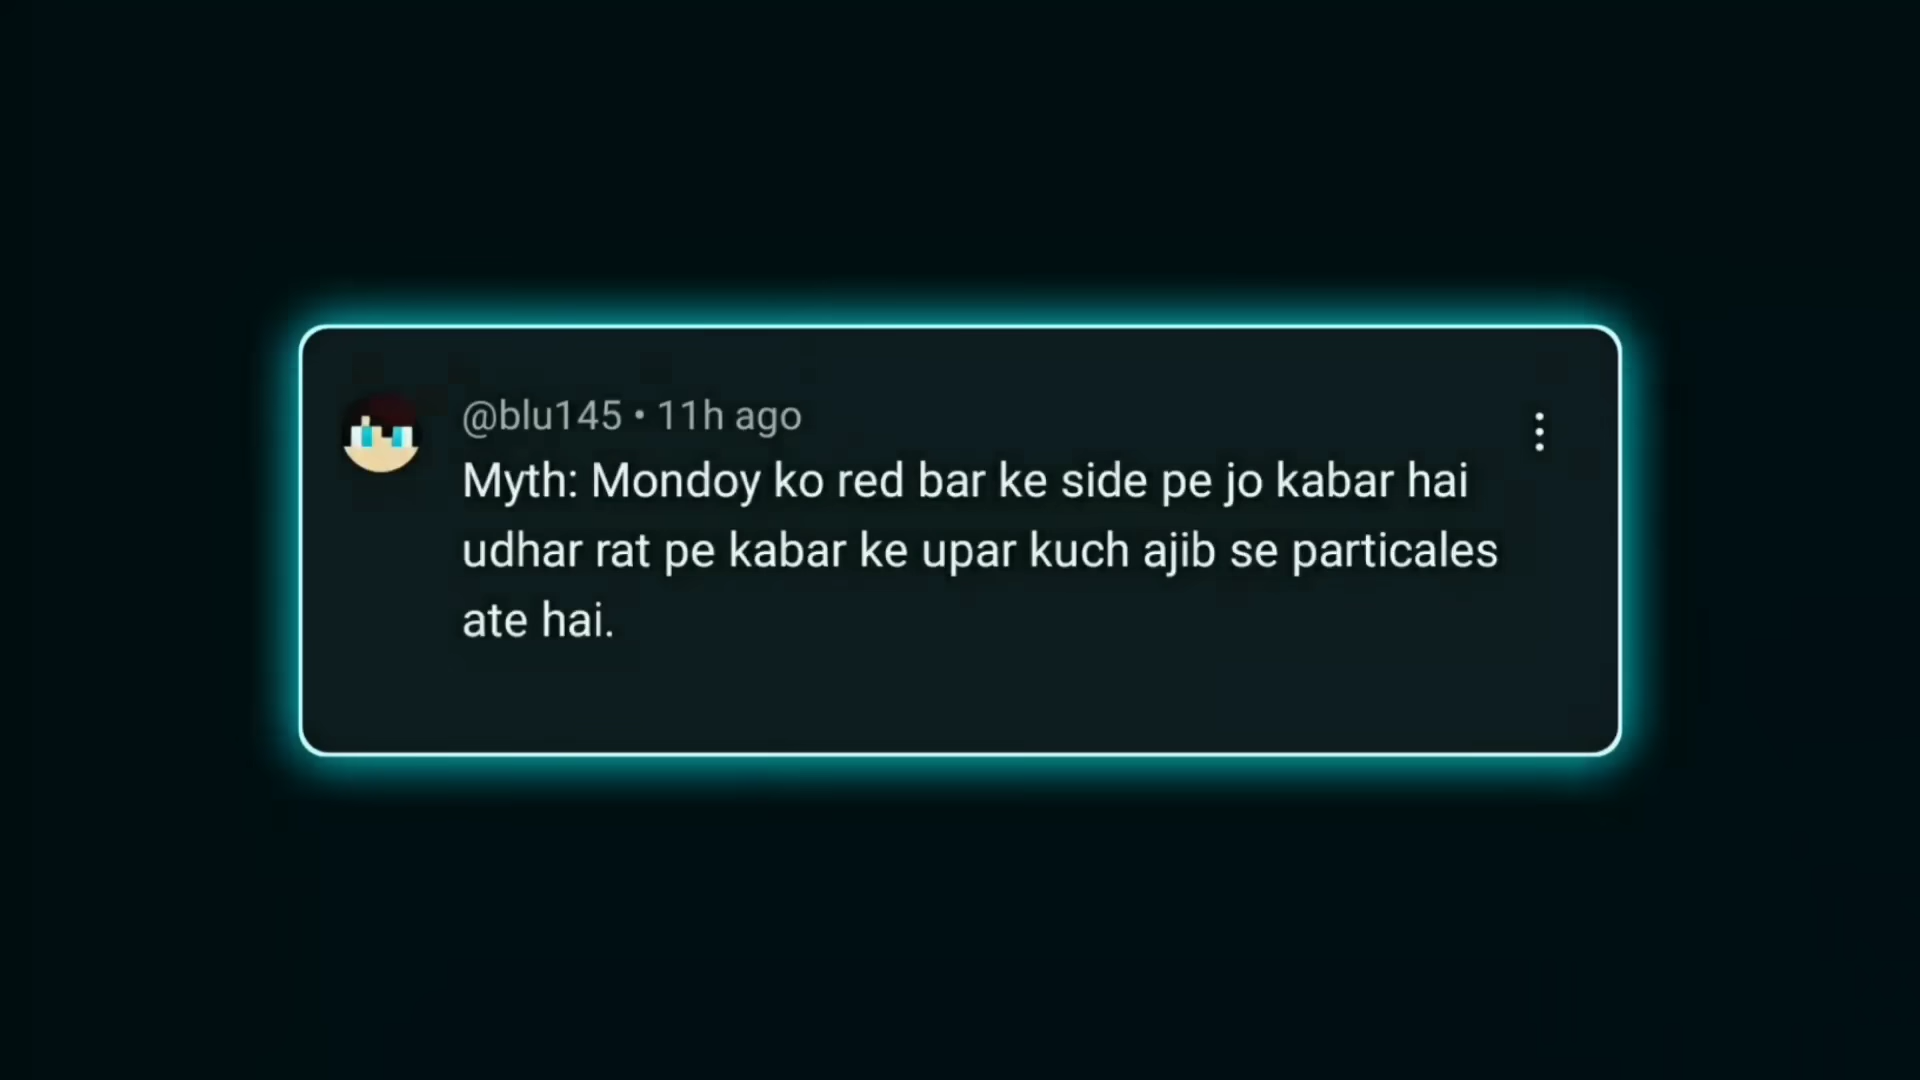 @blu145 • 11h ago
Myth: Mondoy ko red bar ke side pe jo kabar hai
udhar rat pe kabar ke upar kuch ajib se particales
ate hai.